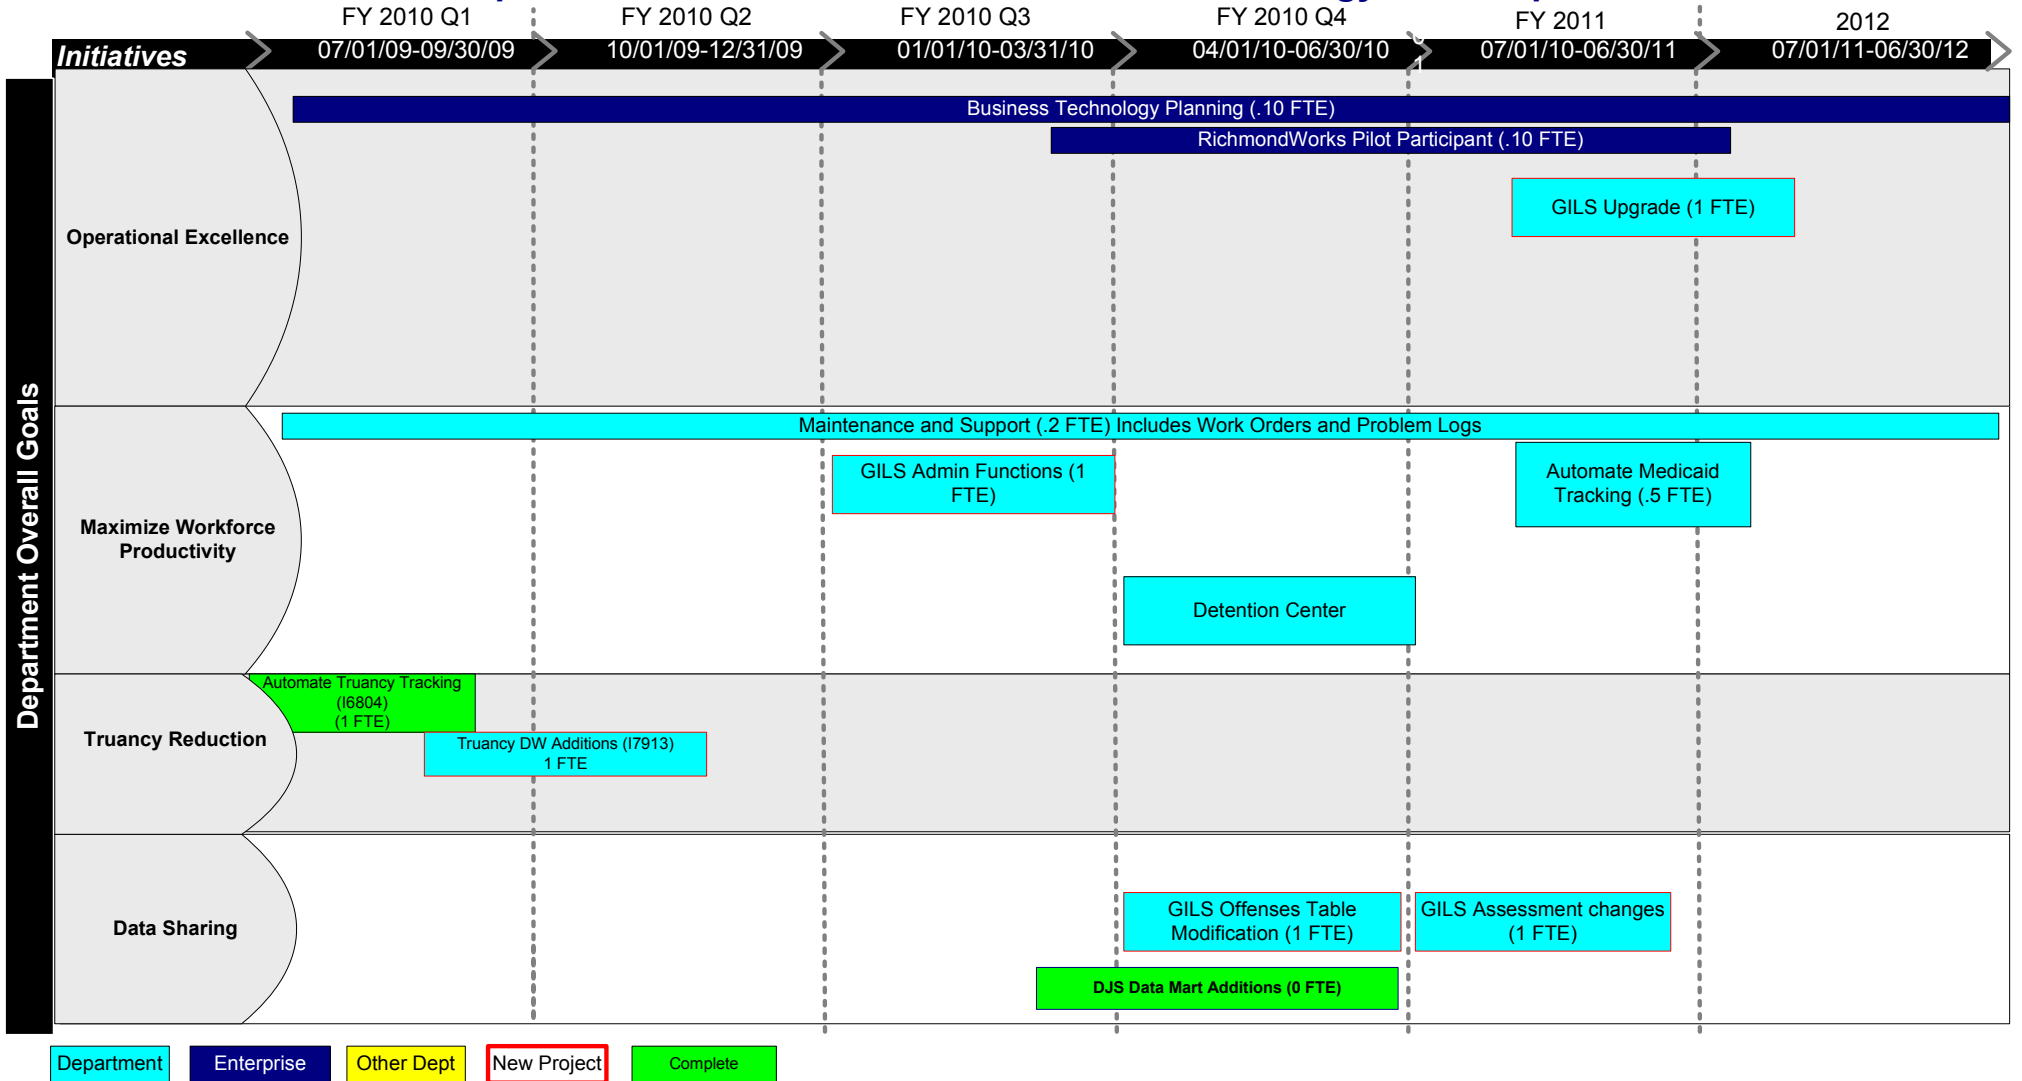 FY 2010 Q1
FY 2010 Q2
FY 2010 Q3
FY 2010 Q4
FY 2011
2012
Initiatives
07/01/09-09/30/09
10/01/09-12/31/09
01/01/10-03/31/10
04/01/10-06/30/10
07/01/10-06/30/11
07/01/11-06/30/12
Department Overall Goals
Operational Excellence
Business Technology Planning (.10 FTE)
RichmondWorks Pilot Participant (.10 FTE)
GILS Upgrade (1 FTE)
Maximize Workforce
Productivity
Maintenance and Support (.2 FTE) Includes Work Orders and Problem Logs
GILS Admin Functions (1
FTE)
Automate Medicaid
Tracking (.5 FTE)
Detention Center
Truancy Reduction
Automate Truancy Tracking
(I6804)
(1 FTE)
Truancy DW Additions (I7913)
1 FTE
Data Sharing
GILS Offenses Table
Modification (1 FTE)
GILS Assessment changes
(1 FTE)
DJS Data Mart Additions (0 FTE)
Department
Enterprise
Other Dept
New Project
Complete